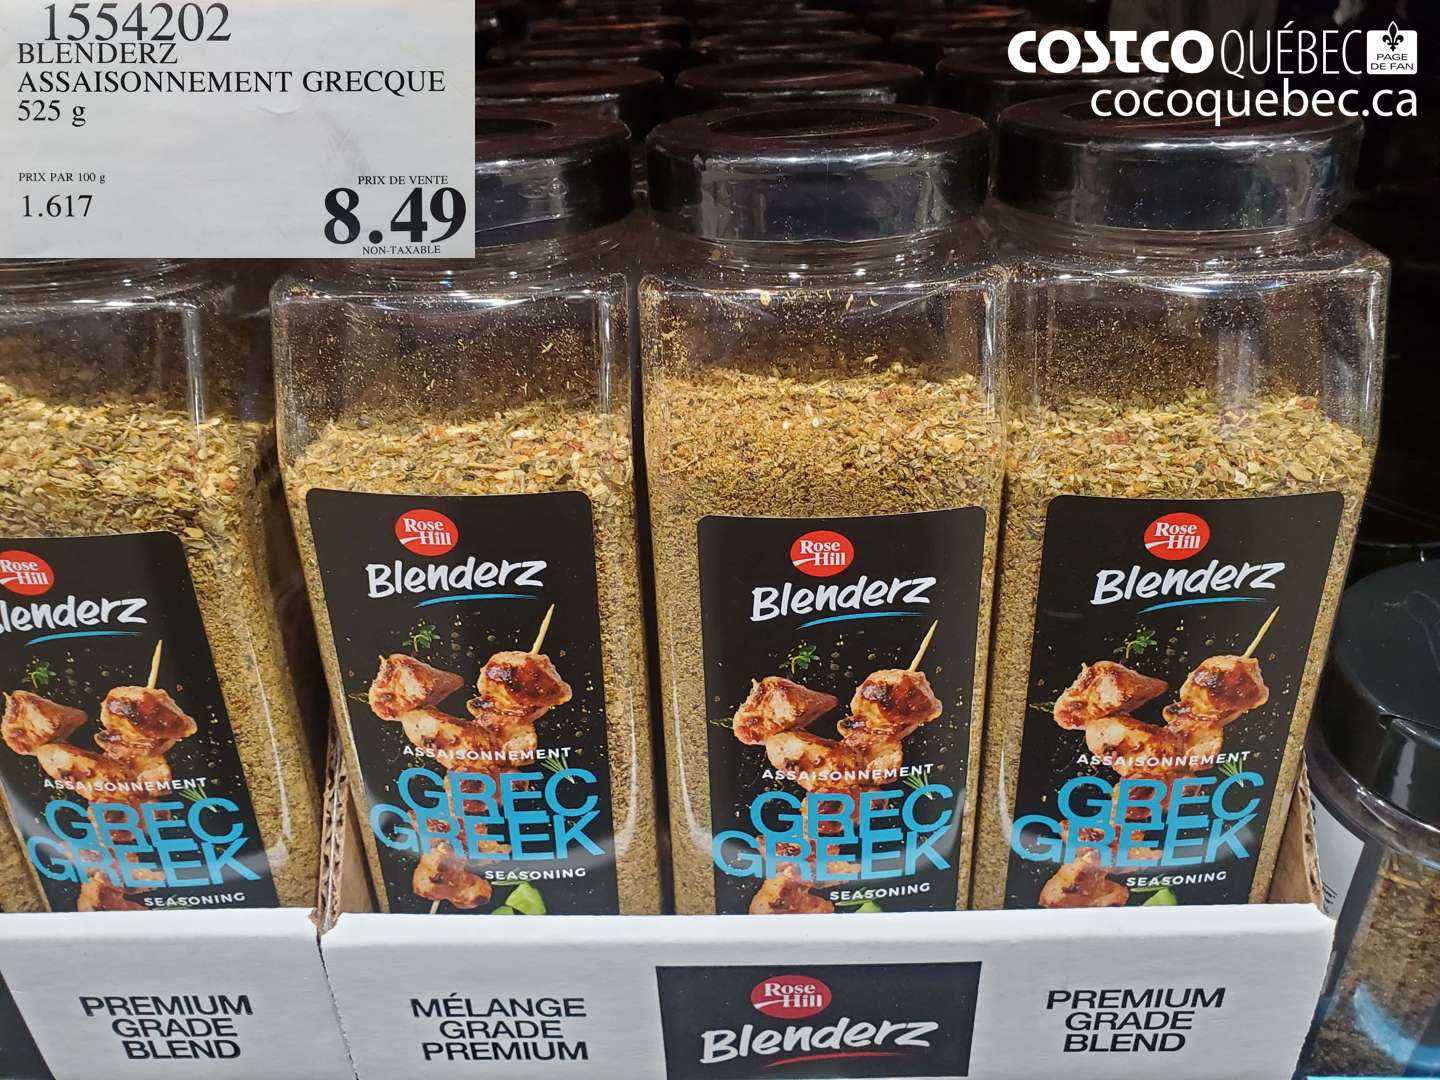 1554202
BLENDERZ
ASSAISONNEMENT GRECQUE
525 g
PRIX PAR 100 g
1.617
PRIX DE VENTE
8.49
NON-TAXABLE
COSTCO QUÉBEC
PAGE
DE FAN
cocoquebec.ca
Rose
Hill
Blenderz
ASSAISONNEMENT
GREC
GREEK
SEASONING
Rose
Hill
Blenderz
ASSAISONNEMENT
GREC
GREEK
SEASONING
Rose
Hill
Blenderz
ASSAISONNEMENT
GREC
GREEK
SEASONING
Rose
Hill
Blenderz
ASSAISONNEMENT
GREC
GREEK
SEASONING
PREMIUM
GRADE
BLEND
MÉLANGE
GRADE
PREMIUM
Rose
Hill
Blenderz
PREMIUM
GRADE
BLEND